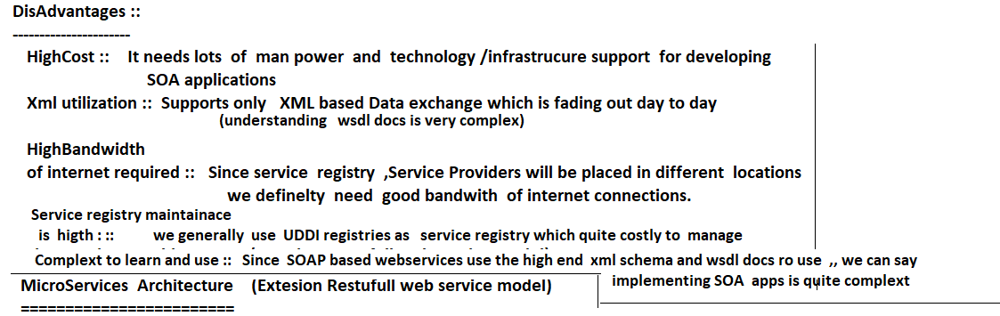 DisAdvantages ::
----------------------
HighCost :: It needs lots of man power and technology /infrastrucure support for developing
SOA applications
Xml utilization :: Supports only XML based Data exchange which is fading out day to day
(understanding wsdl docs is very complex)
HighBandwidth
of internet required :: Since service registry ,Service Providers will be placed in different locations
we definelty need good bandwith of internet connections.
Service registry maintainace
is higth : :: we generally use UDDI registries as service registry which quite costly to manage
Complext to learn and use :: Since SOAP based webservices use the high end xml schema and wsdl docs ro use ,, we can say
implementing SOA apps is quite complext
MicroServices Architecture (Extesion Restufull web service model)
========================